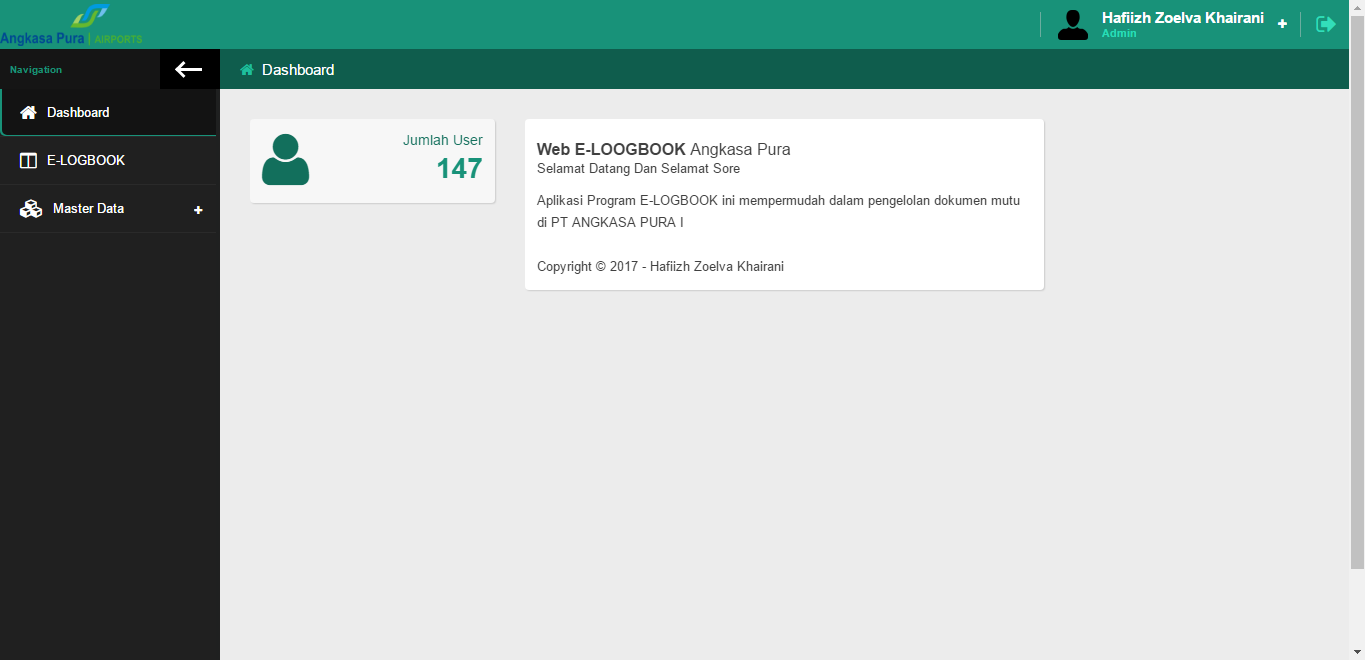 Angkasa Pura | AIRPORTS
Hafiizh Zoelva Khairani
Admin
Navigation
Dashboard
Dashboard
E-LOGBOOK
Master Data
Jumlah User
147
Web E-LOOGBOOK Angkasa Pura
Selamat Datang Dan Selamat Sore
Aplikasi Program E-LOGBOOK ini mempermudah dalam pengelolan dokumen mutu
di PT ANGKASA PURA I
Copyright © 2017 - Hafiizh Zoelva Khairani